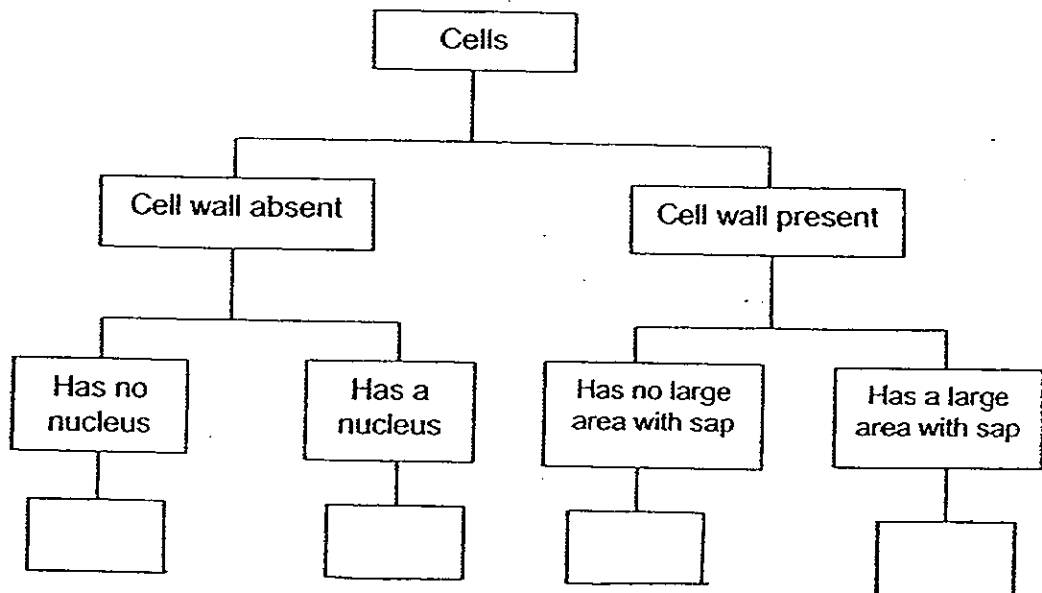 Cells
Cell wall absent
Cell wall present
Has no
nucleus
Has a
nucleus
Has no large
area with sap
Has a large
area with sap